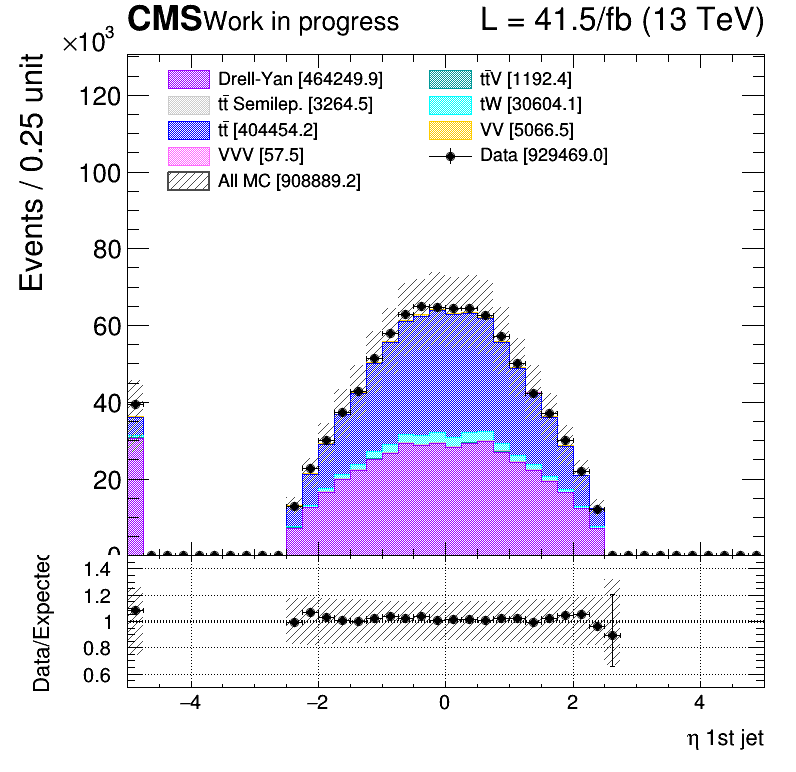 CMS Work in progress L = 41.5/fb (13 TeV)
×10³
Events / 0.25 unit
Drell-Yan [464249.9]
tt̄ Semilep. [3264.5]
tt̄ [404454.2]
VVV [57.5]
All MC [908889.2]
tt̄V [1192.4]
tW [30604.1]
VV [5066.5]
Data [929469.0]
120
100
80
60
40
20
0
Data/Expected
1.4
1.2
1
0.8
0.6
−4 −2 0 2 4
η 1st jet